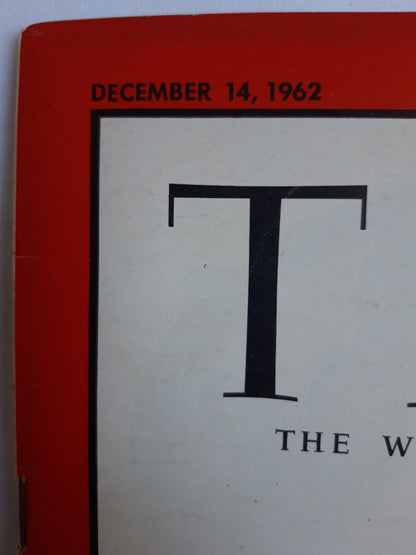 DECEMBER 14, 1962
T
THE W